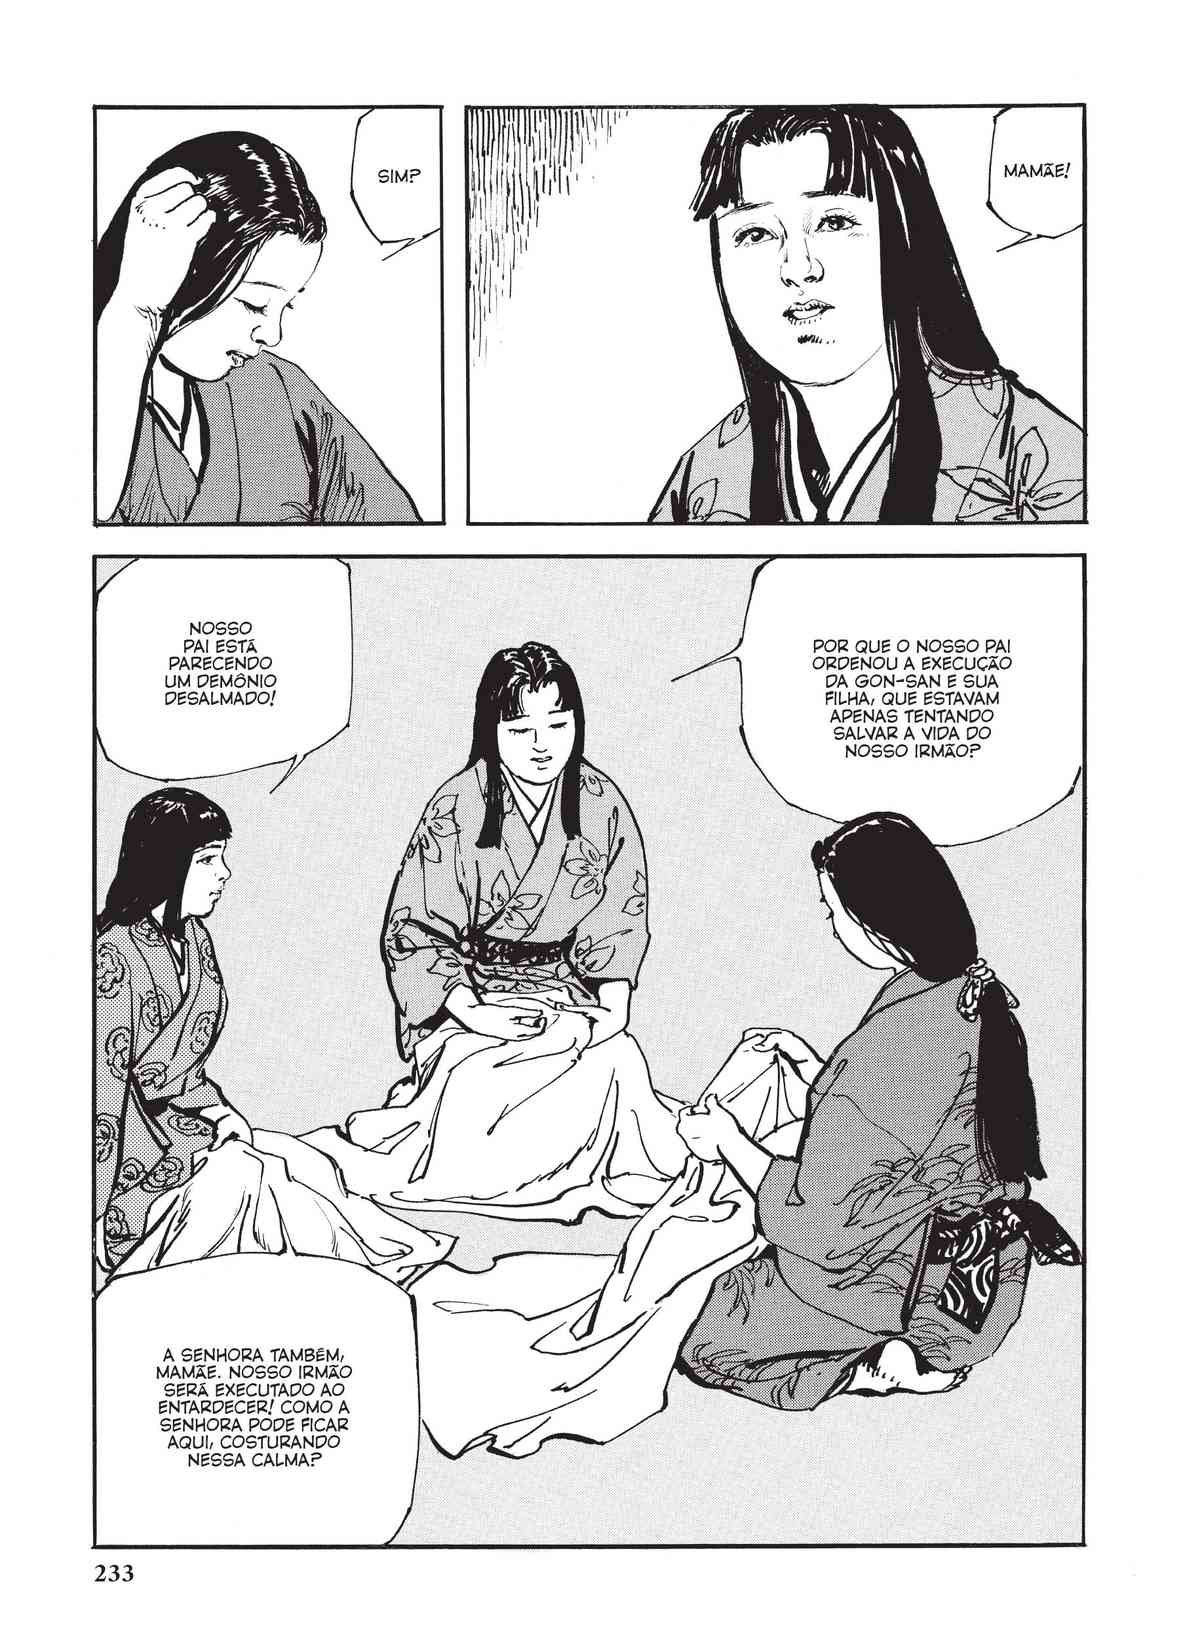 MAMÃE!
SIM?
POR QUE O NOSSO PAI
ORDENOU A EXECUÇÃO
DA GON-SAN E SUA
FILHA, QUE ESTAVAM
APENAS TENTANDO
SALVAR A VIDA DO
NOSSO IRMÃO?
NOSSO
PAI ESTÁ
PARECENDO
UM DEMÔNIO
DESALMADO!
A SENHORA TAMBÉM,
MAMÃE. NOSSO IRMÃO
SERÁ EXECUTADO AO
ENTARDECER! COMO A
SENHORA PODE FICAR
AQUI, COSTURANDO
NESSA CALMA?
233